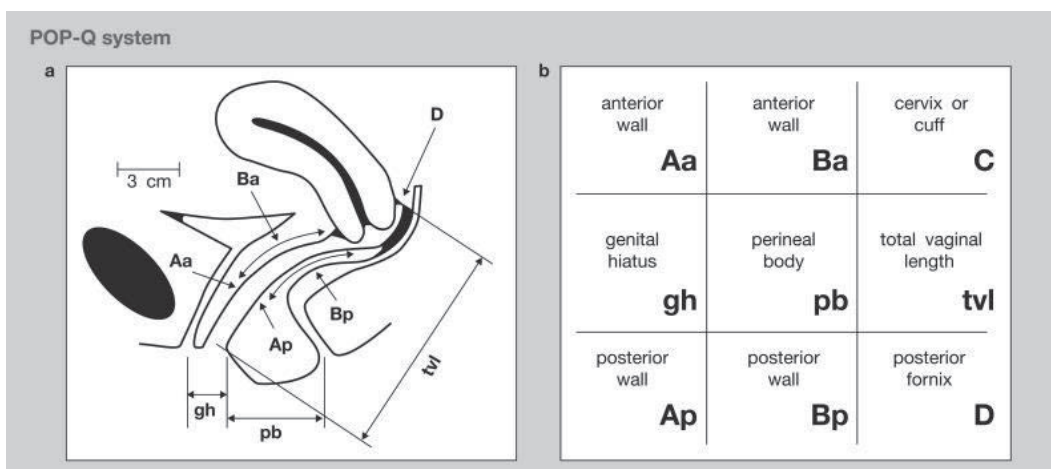 POP-Q system
a
D
3 cm
Ba
Aa
Bp
Ap
tvl
gh
pb
b
anterior
wall
Aa
anterior
wall
Ba
cervix or
cuff
C
genital
hiatus
gh
perineal
body
pb
total vaginal
length
tvl
posterior
wall
Ap
posterior
wall
Bp
posterior
fornix
D